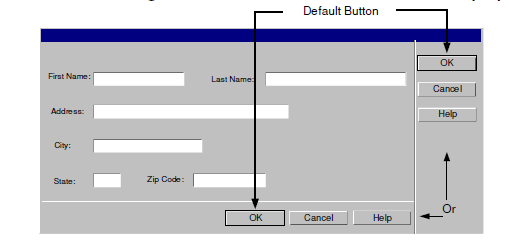 Default Button
OK
First Name:
Last Name:
Cancel
Address:
Help
City:
State:
Zip Code:
Or
OK
Cancel
Help